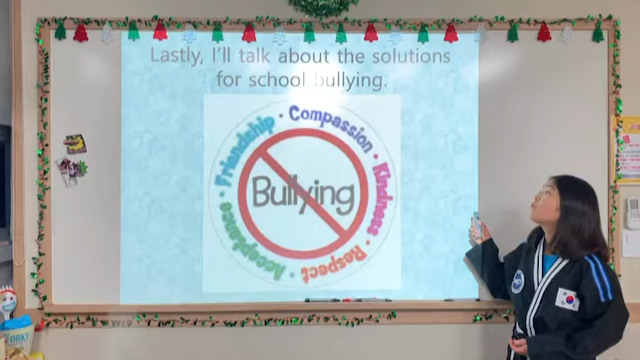 Lastly, I'll talk about the solutions
for school bullying.
Friendship · Compassion · Kindness · Respect · Acceptance ·
Bullying